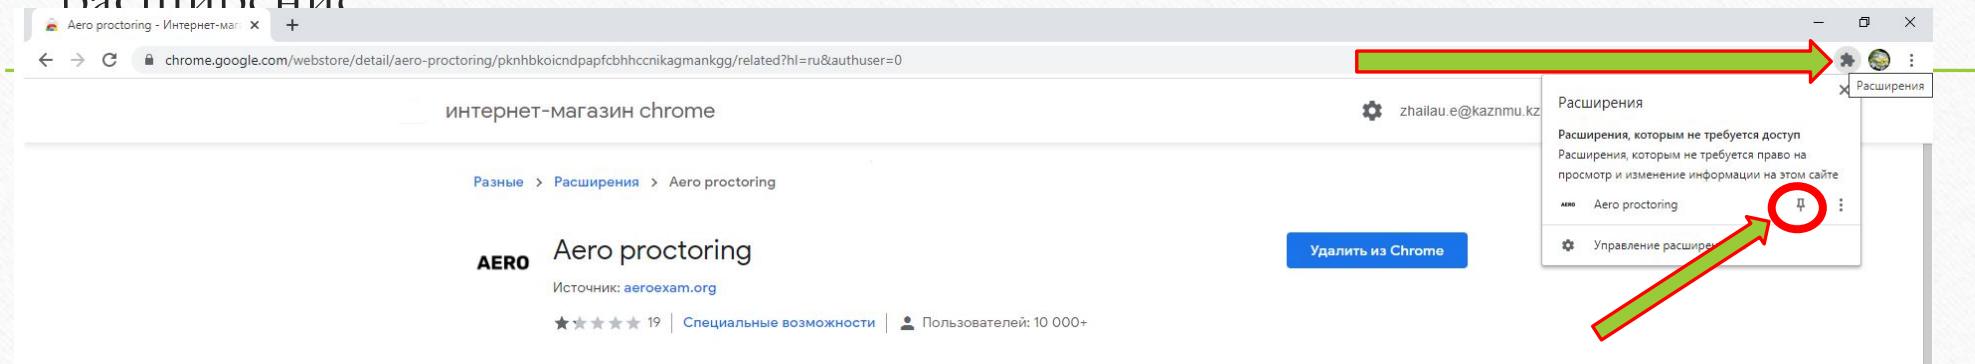 расширение
Aero proctoring - Интернет-маг
chrome.google.com/webstore/detail/aero-proctoring/pknhbkoicndpapfcbhhccnikagmankgg/related?hl=ru&authuser=0
Расширения
интернет-магазин chrome
zhailau.e@kaznmu.kz
Расширения
Расширения, которым не требуется доступ
Расширения, которым не требуется право на
просмотр и изменение информации на этом сайте
AERO Aero proctoring
Управление расширен
Разные > Расширения > Aero proctoring
AERO
Aero proctoring
Удалить из Chrome
Источник: aeroexam.org
19 Специальные возможности Пользователей: 10 000+